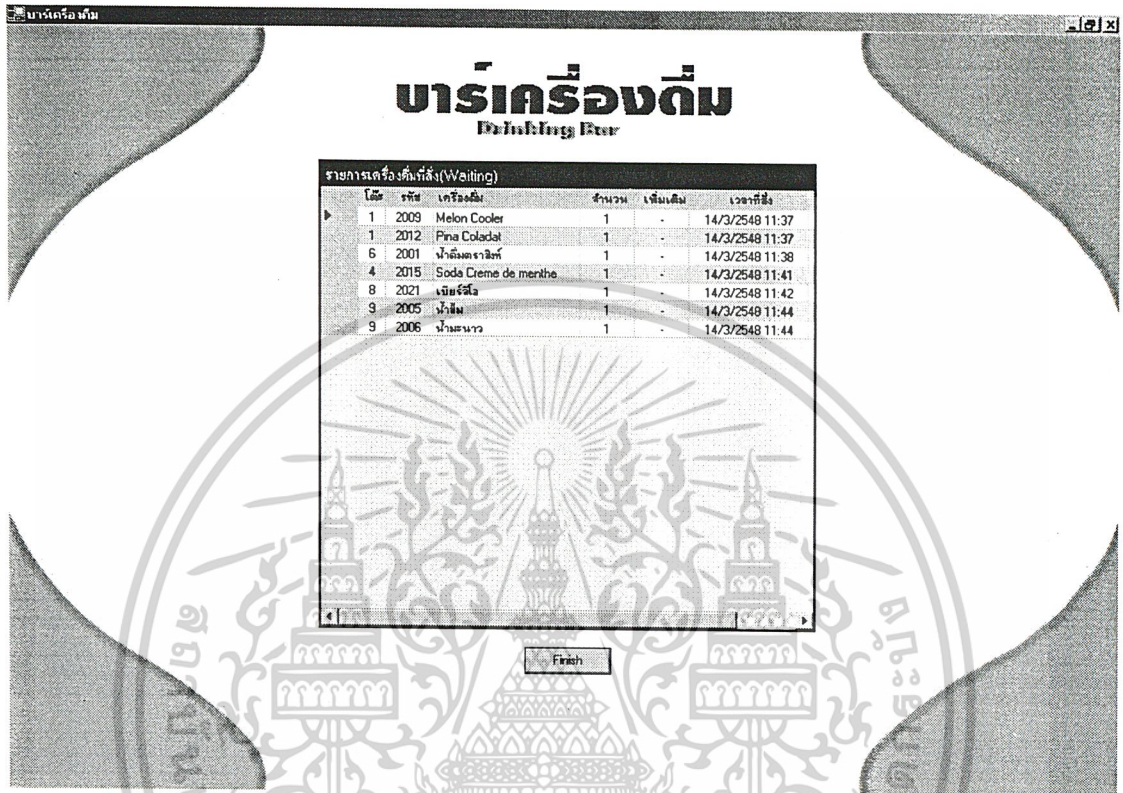 บาร์เครื่องดื่ม
บาร์เครื่องดื่ม
Drinking Bar
รายการเครื่องดื่มที่สั่ง(Waiting)
โต๊ะ รหัส เครื่องดื่ม จำนวน เพิ่มเติม เวลาที่สั่ง
1 2009 Melon Cooler 1 - 14/3/2548 11:37
1 2012 Pina Coladat 1 - 14/3/2548 11:37
6 2001 น้ำดื่มตราสิงห์ 1 - 14/3/2548 11:38
4 2015 Soda Creme de menthe 1 - 14/3/2548 11:41
8 2021 เบียร์ลีโอ 1 - 14/3/2548 11:42
9 2005 น้ำส้ม 1 - 14/3/2548 11:44
9 2006 น้ำมะนาว 1 - 14/3/2548 11:44
Finish